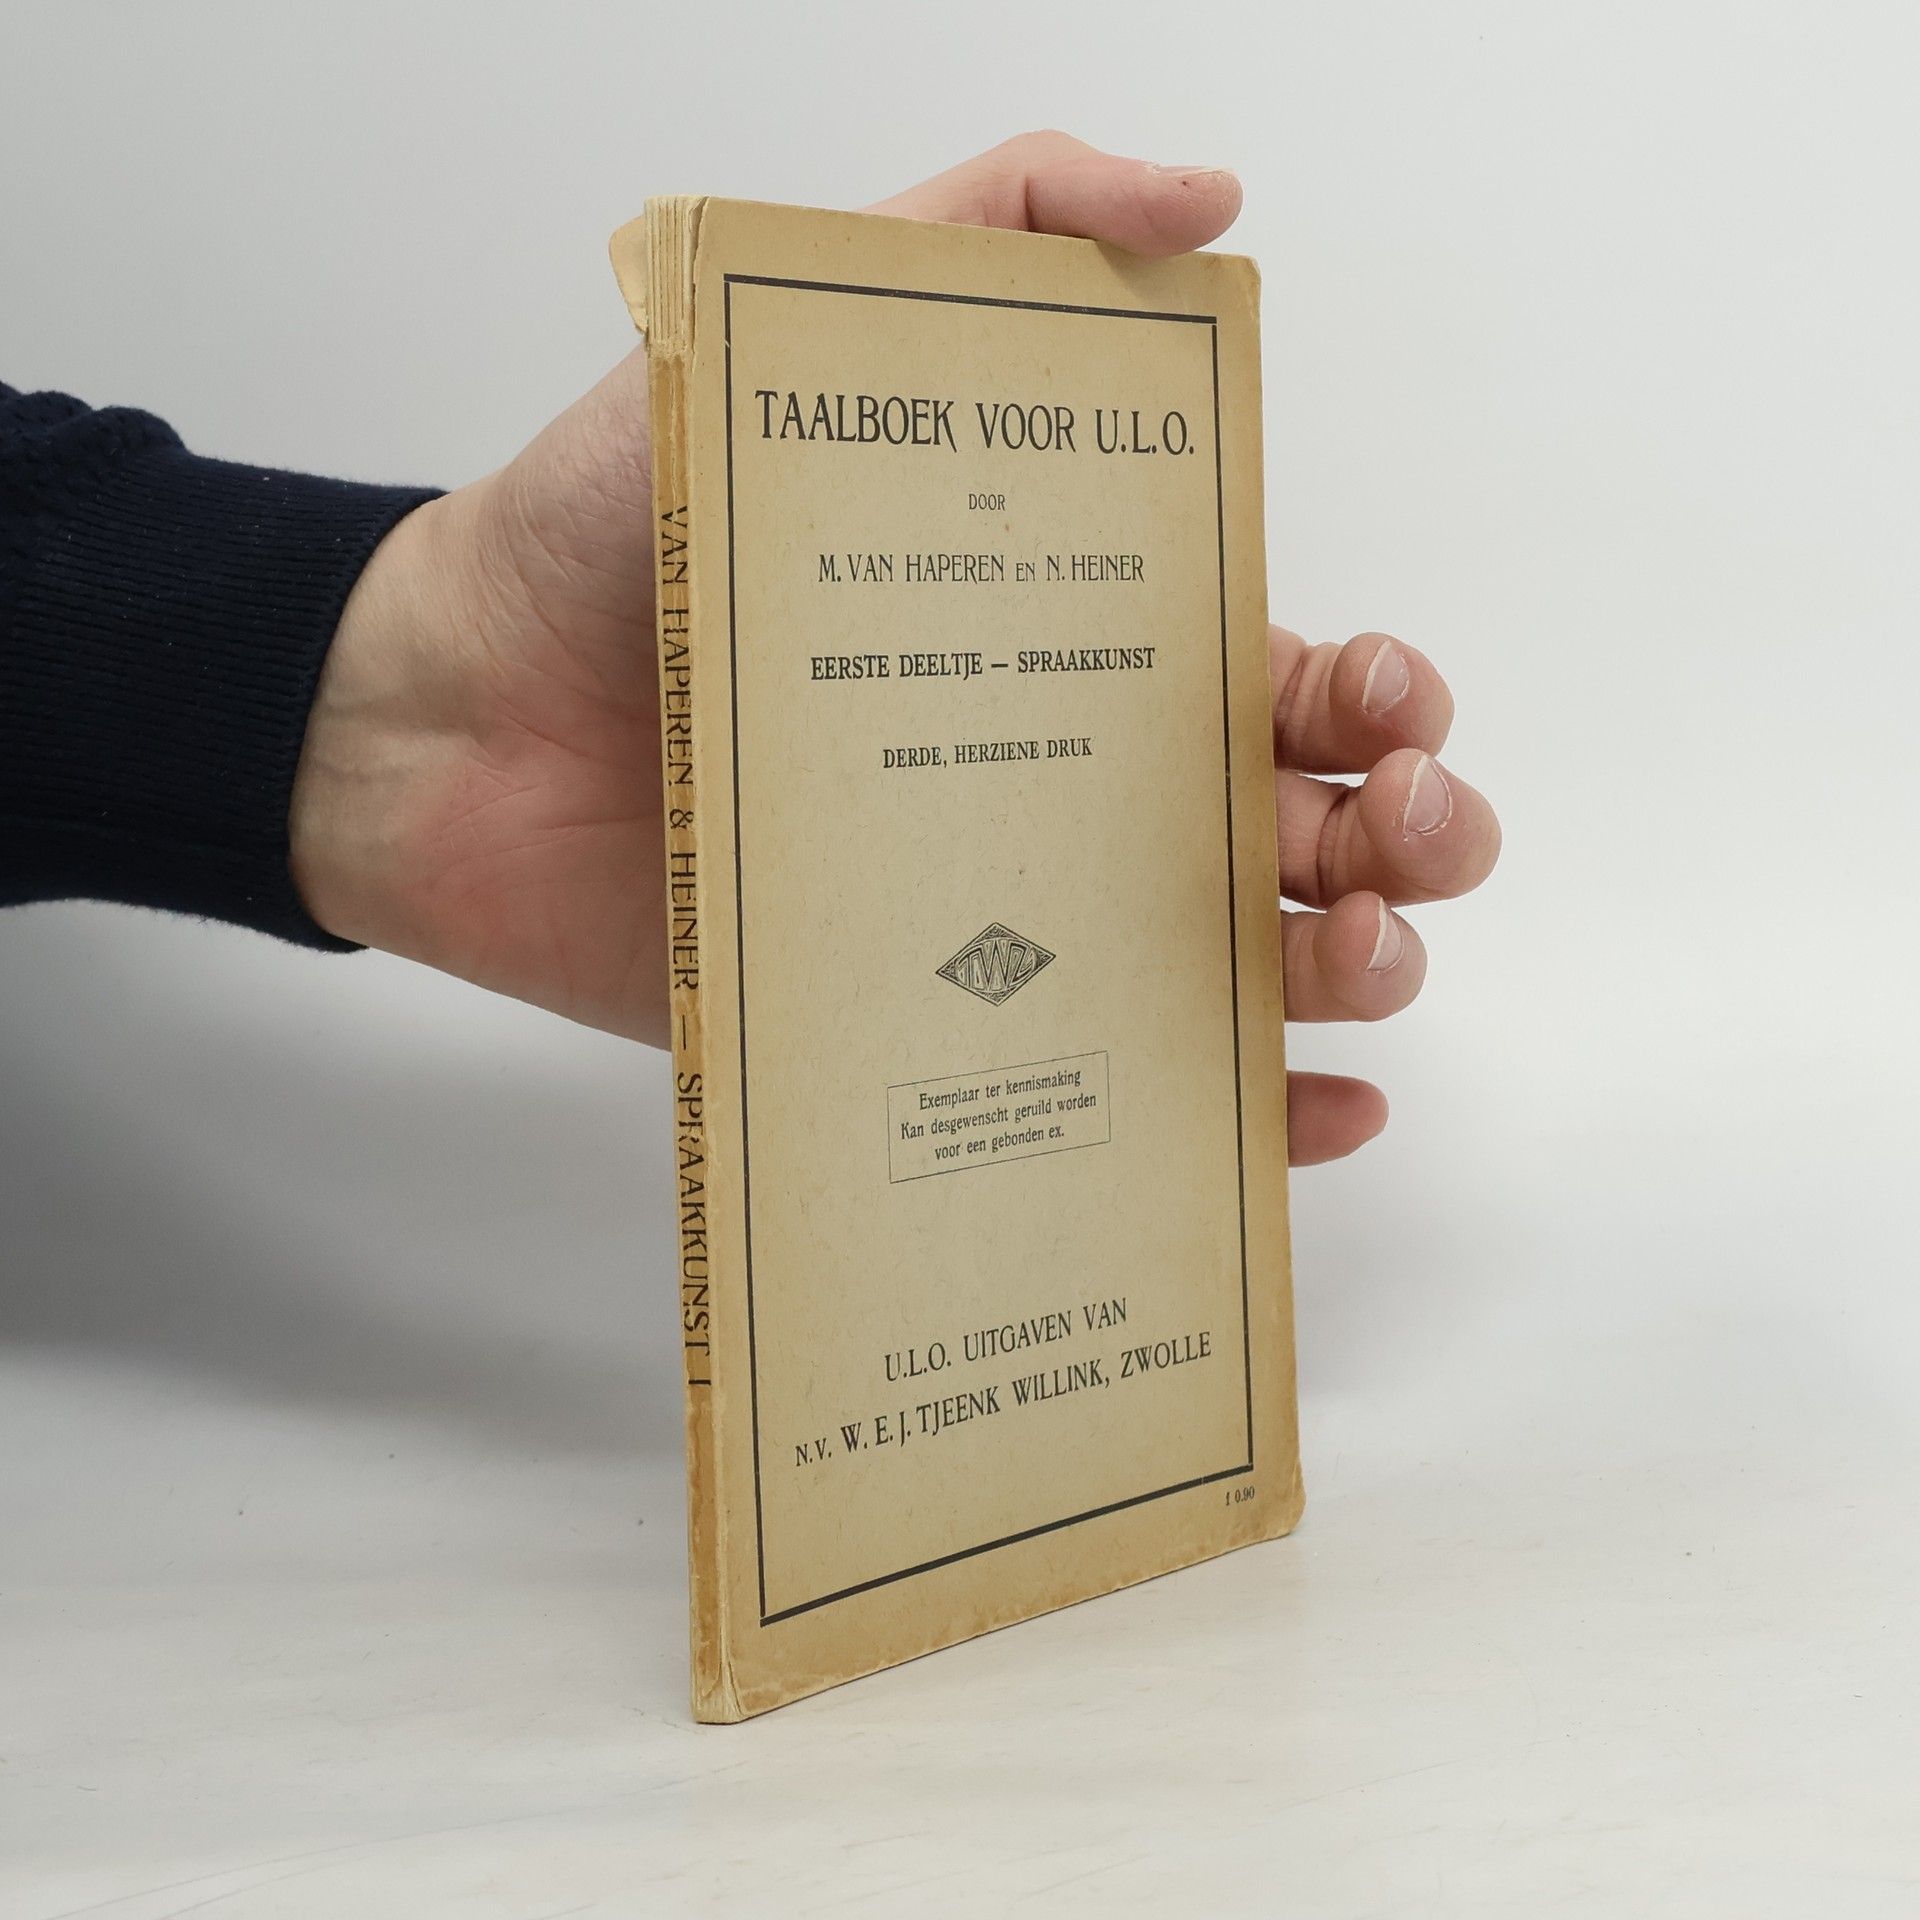 VAN HAPEREN & HEINER — SPRAAKKUNST I
TAALBOEK VOOR U.L.O.
DOOR
M. VAN HAPEREN EN N. HEINER
EERSTE DEELTJE — SPRAAKKUNST
DERDE, HERZIENE DRUK
Exemplaar ter kennismaking
Kan desgewenscht geruild worden
voor een gebonden ex.
U.L.O. UITGAVEN VAN
N.V. W. E. J. TJEENK WILLINK, ZWOLLE
f 0.90